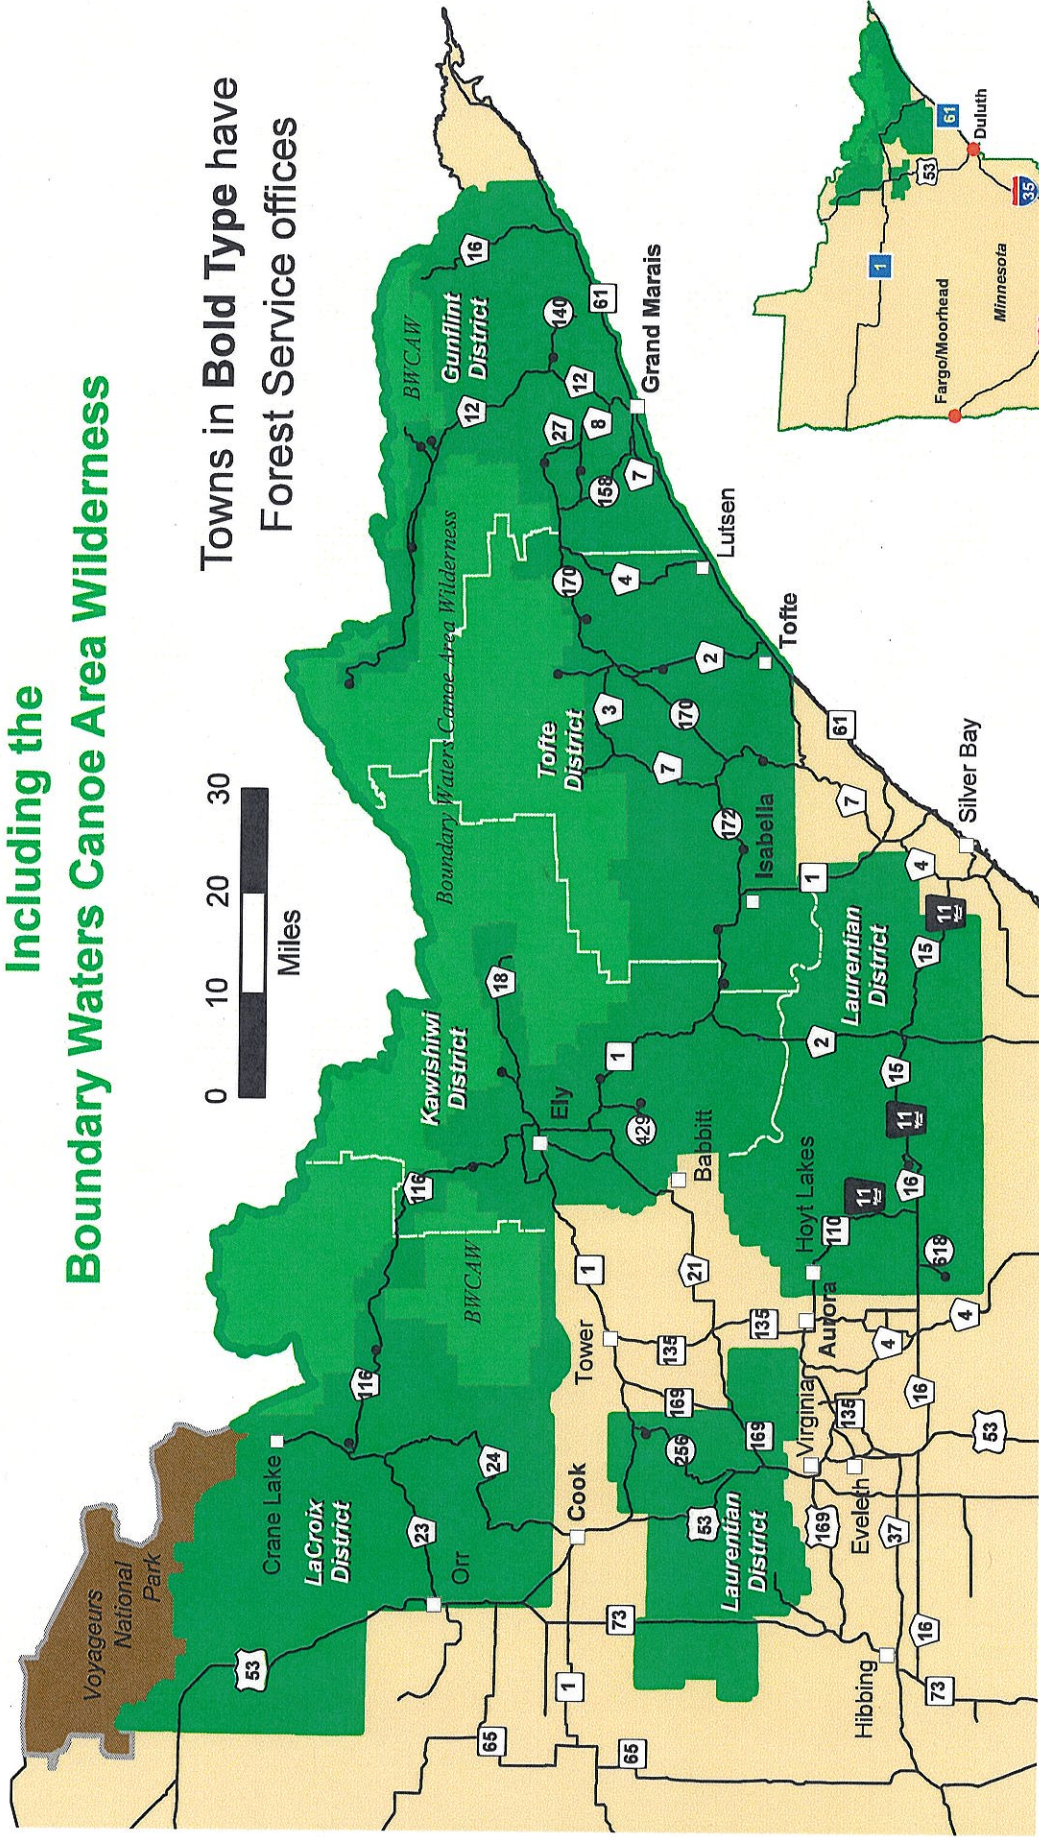 Including the
Boundary Waters Canoe Area Wilderness
Towns in Bold Type have
Forest Service offices
0 10 20 30
Miles
Voyageurs
National
Park
Crane Lake
LaCroix
District
Orr
Cook
Tower
Ely
Babbitt
Kawishiwi
District
BWCAW
Boundary Waters Canoe Area Wilderness
BWCAW
Gunflint
District
Tofte
District
Isabella
Laurentian
District
Laurentian
District
Hoyt Lakes
Aurora
Virginia
Eveleth
Hibbing
Silver Bay
Tofte
Lutsen
Grand Marais
53
23
24
116
116
116
18
1
1
1
1
429
21
135
135
135
169
169
169
256
53
53
73
73
65
65
37
16
16
16
4
4
618
110
11
11
11
15
15
2
4
7
61
172
7
3
170
170
2
4
158
7
8
27
12
12
140
61
16
Fargo/Moorhead
Minnesota
Duluth
1
53
61
35